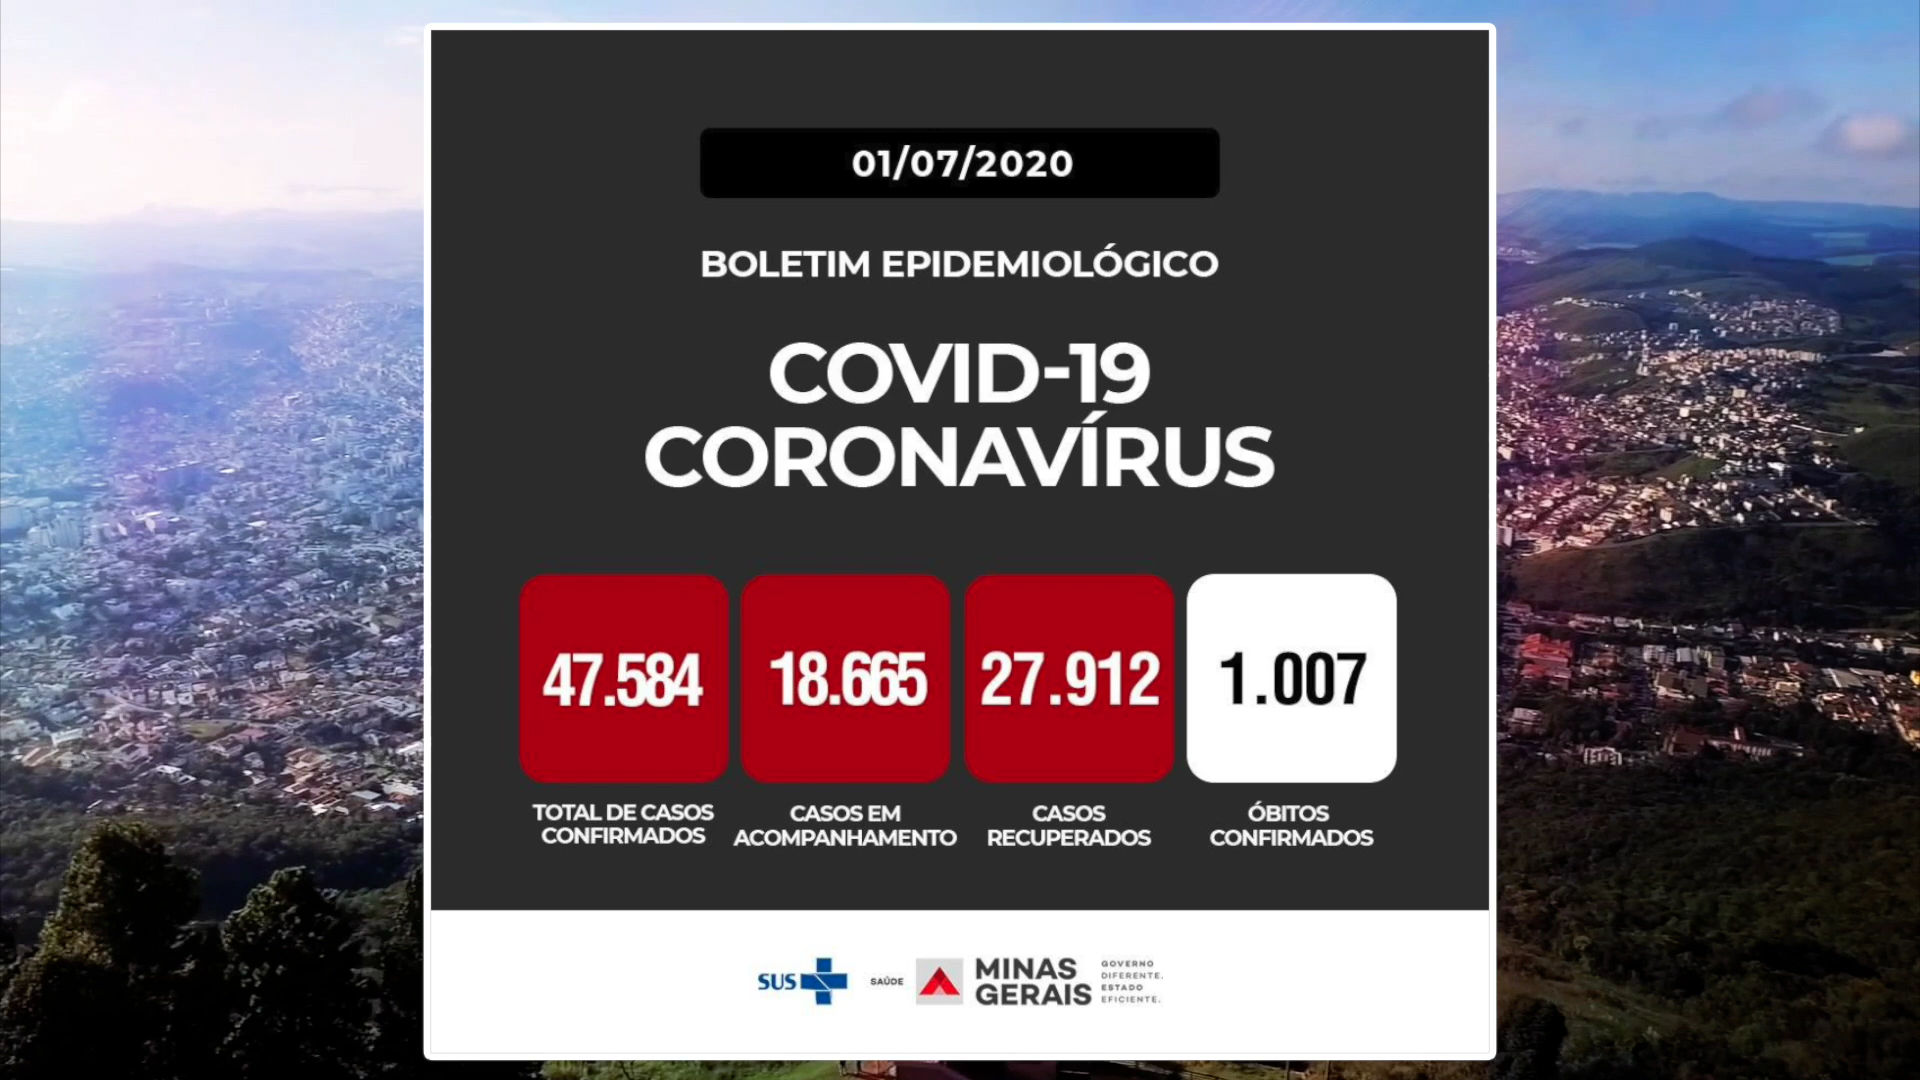 01/07/2020
BOLETIM EPIDEMIOLÓGICO
COVID-19
CORONAVÍRUS
47.584
18.665
27.912
1.007
TOTAL DE CASOS
CONFIRMADOS
CASOS EM
ACOMPANHAMENTO
CASOS
RECUPERADOS
ÓBITOS
CONFIRMADOS
SUS
SAÚDE
MINAS
GERAIS
GOVERNO
DIFERENTE.
ESTADO
EFICIENTE.